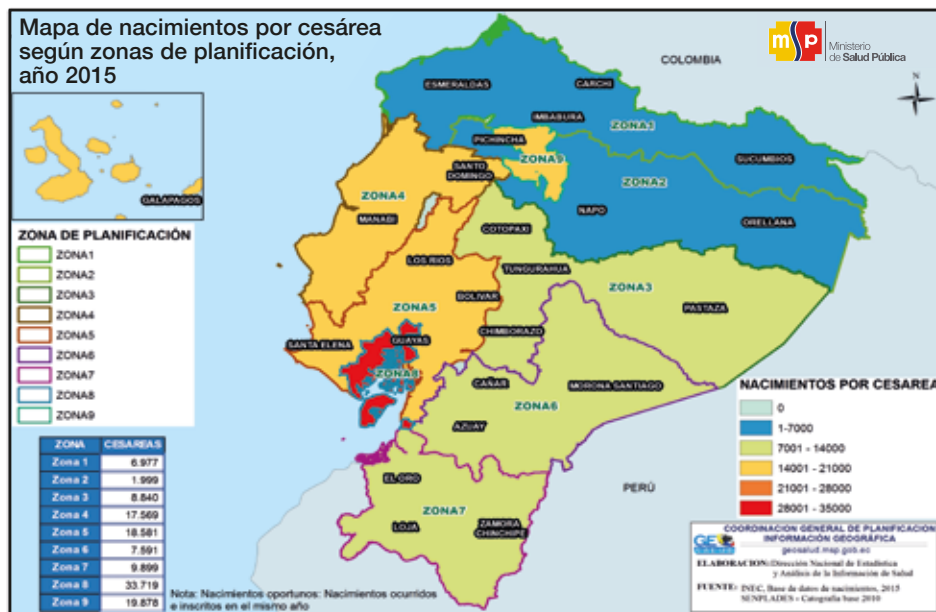 Mapa de nacimientos por cesárea
según zonas de planificación,
año 2015
msp
Ministerio
de Salud Pública
COLOMBIA
N
ESMERALDAS
CARCHI
IMBABURA
ZONA1
PICHINCHA
ZONA9
SUCUMBIOS
SANTO
DOMINGO
ZONA2
GALAPAGOS
ZONA4
MANABI
NAPO
ORELLANA
COTOPAXI
LOS RIOS
TUNGURAHUA
ZONA3
BOLIVAR
PASTAZA
ZONA5
SANTA ELENA
GUAYAS
CHIMBORAZO
ZONA8
CAÑAR
MORONA SANTIAGO
ZONA6
AZUAY
PERÚ
EL ORO
ZONA7
LOJA
ZAMORA
CHINCHIPE
ZONA DE PLANIFICACIÓN
ZONA1
ZONA2
ZONA3
ZONA4
ZONA5
ZONA6
ZONA7
ZONA8
ZONA9
ZONA CESAREAS
Zona 1 6.977
Zona 2 1.999
Zona 3 8.840
Zona 4 17.569
Zona 5 18.581
Zona 6 7.591
Zona 7 9.899
Zona 8 33.719
Zona 9 19.878
Nota: Nacimientos oportunos: Nacimientos ocurridos
e inscritos en el mismo año
NACIMIENTOS POR CESAREA
0
1-7000
7001 - 14000
14001 - 21000
21001 - 28000
28001 - 35000
COORDINACION GENERAL DE PLANIFICACION
INFORMACIÓN GEOGRÁFICA
geosalud.msp.gob.ec
ELABORACION: Dirección Nacional de Estadística
y Análisis de la Información de Salud
FUENTE: INEC, Base de datos de nacimientos, 2015
SENPLADES - Catografía base 2010